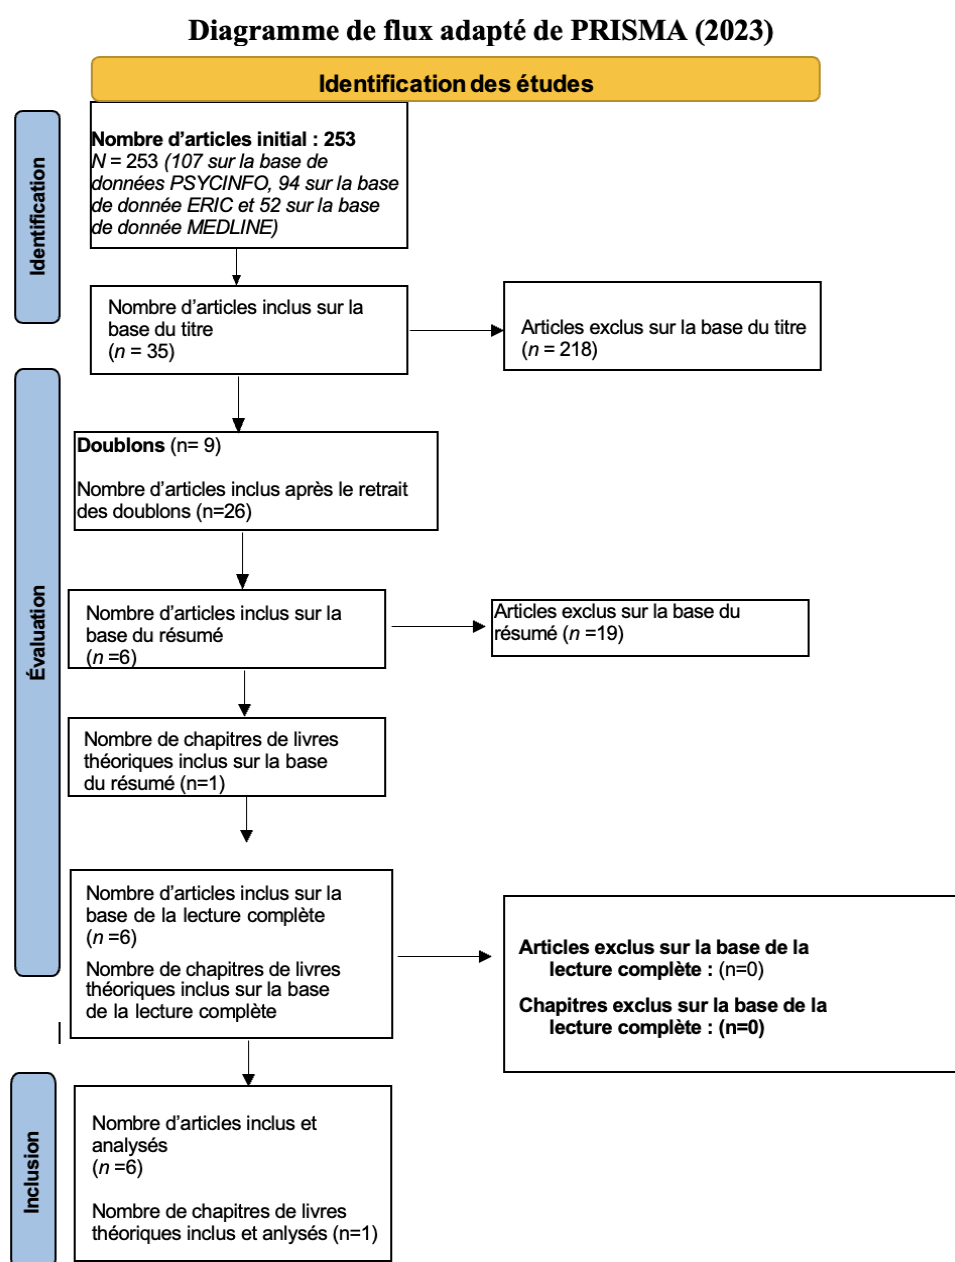 Diagramme de flux adapté de PRISMA (2023)
Identification des études
Identification
Nombre d'articles initial : 253
N = 253 (107 sur la base de
données PSYCINFO, 94 sur la base
de donnée ERIC et 52 sur la base
de donnée MEDLINE)
Nombre d'articles inclus sur la
base du titre
(n = 35)
Articles exclus sur la base du titre
(n = 218)
Évaluation
Doublons (n= 9)
Nombre d'articles inclus après le retrait
des doublons (n=26)
Nombre d'articles inclus sur la
base du résumé
(n =6)
Articles exclus sur la base du
résumé (n =19)
Nombre de chapitres de livres
théoriques inclus sur la base
du résumé (n=1)
Nombre d'articles inclus sur la
base de la lecture complète
(n =6)
Nombre de chapitres de livres
théoriques inclus sur la base
de la lecture complète
Articles exclus sur la base de la
lecture complète : (n=0)
Chapitres exclus sur la base de la
lecture complète : (n=0)
Inclusion
Nombre d'articles inclus et
analysés
(n =6)
Nombre de chapitres de livres
théoriques inclus et anlysés (n=1)